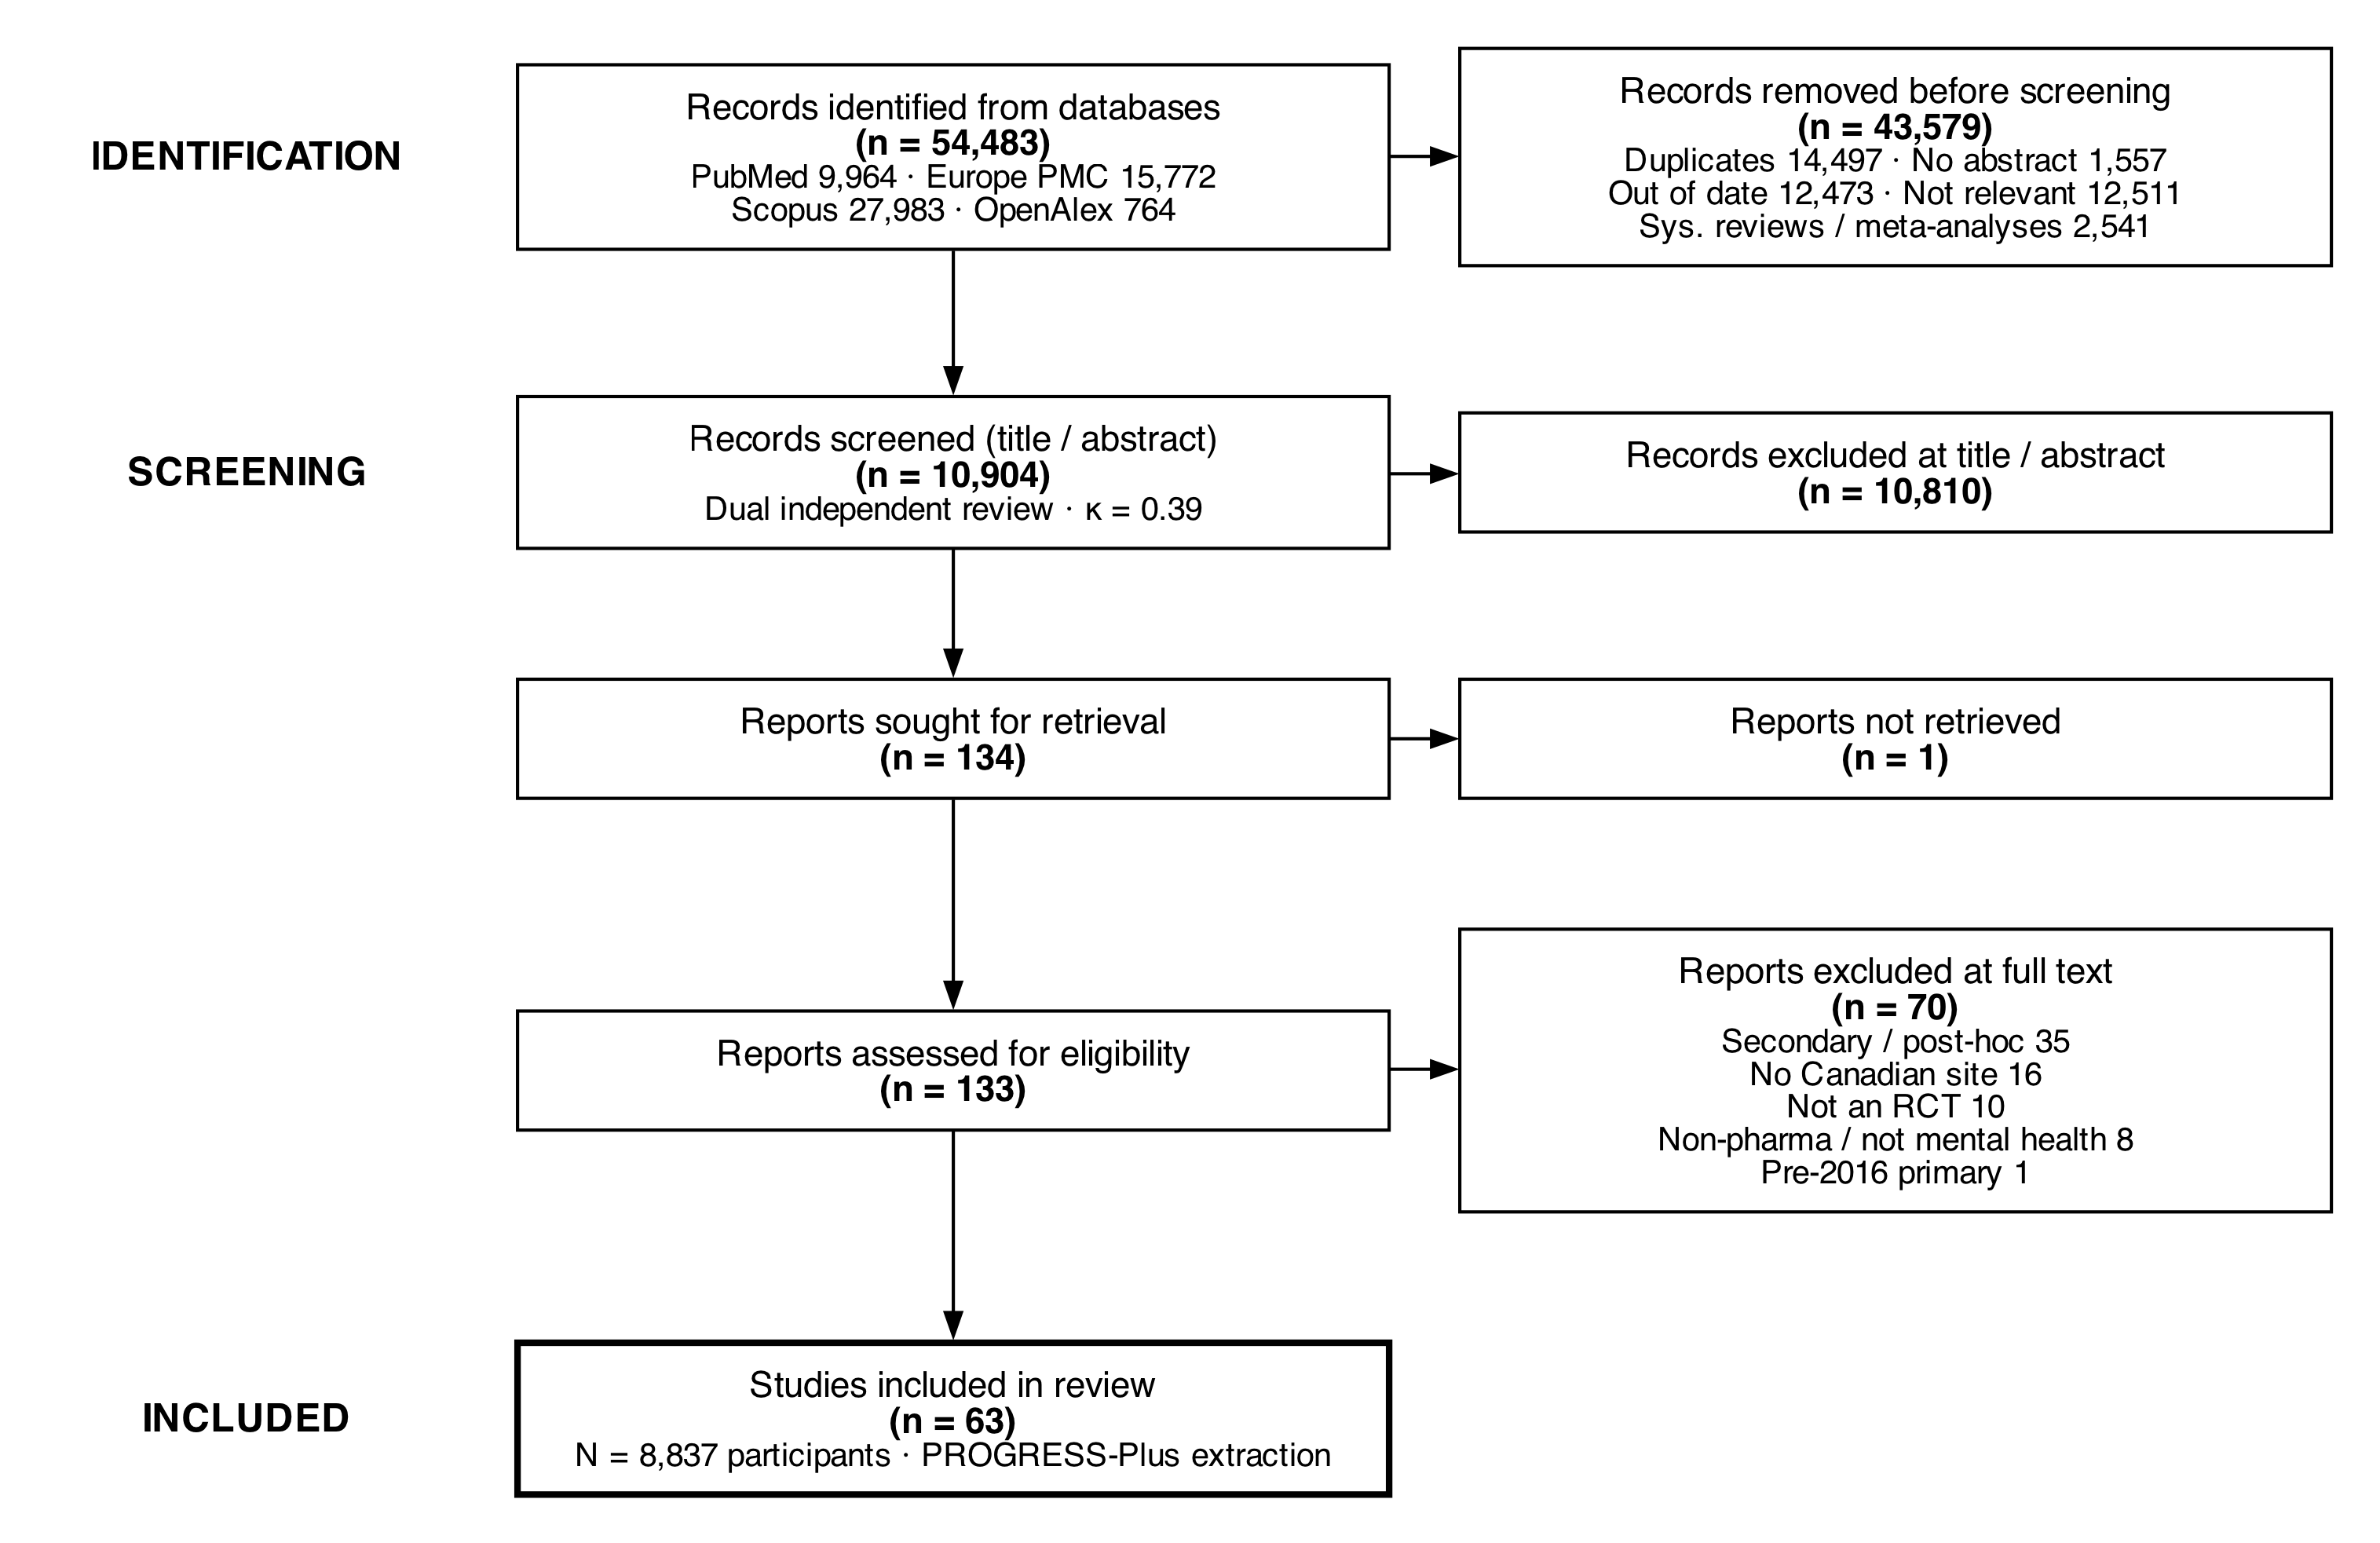 IDENTIFICATION
Records identified from databases
(n = 54,483)
PubMed 9,964 · Europe PMC 15,772
Scopus 27,983 · OpenAlex 764
Records removed before screening
(n = 43,579)
Duplicates 14,497 · No abstract 1,557
Out of date 12,473 · Not relevant 12,511
Sys. reviews / meta-analyses 2,541
SCREENING
Records screened (title / abstract)
(n = 10,904)
Dual independent review · κ = 0.39
Records excluded at title / abstract
(n = 10,810)
Reports sought for retrieval
(n = 134)
Reports not retrieved
(n = 1)
Reports assessed for eligibility
(n = 133)
Reports excluded at full text
(n = 70)
Secondary / post-hoc 35
No Canadian site 16
Not an RCT 10
Non-pharma / not mental health 8
Pre-2016 primary 1
INCLUDED
Studies included in review
(n = 63)
N = 8,837 participants · PROGRESS-Plus extraction